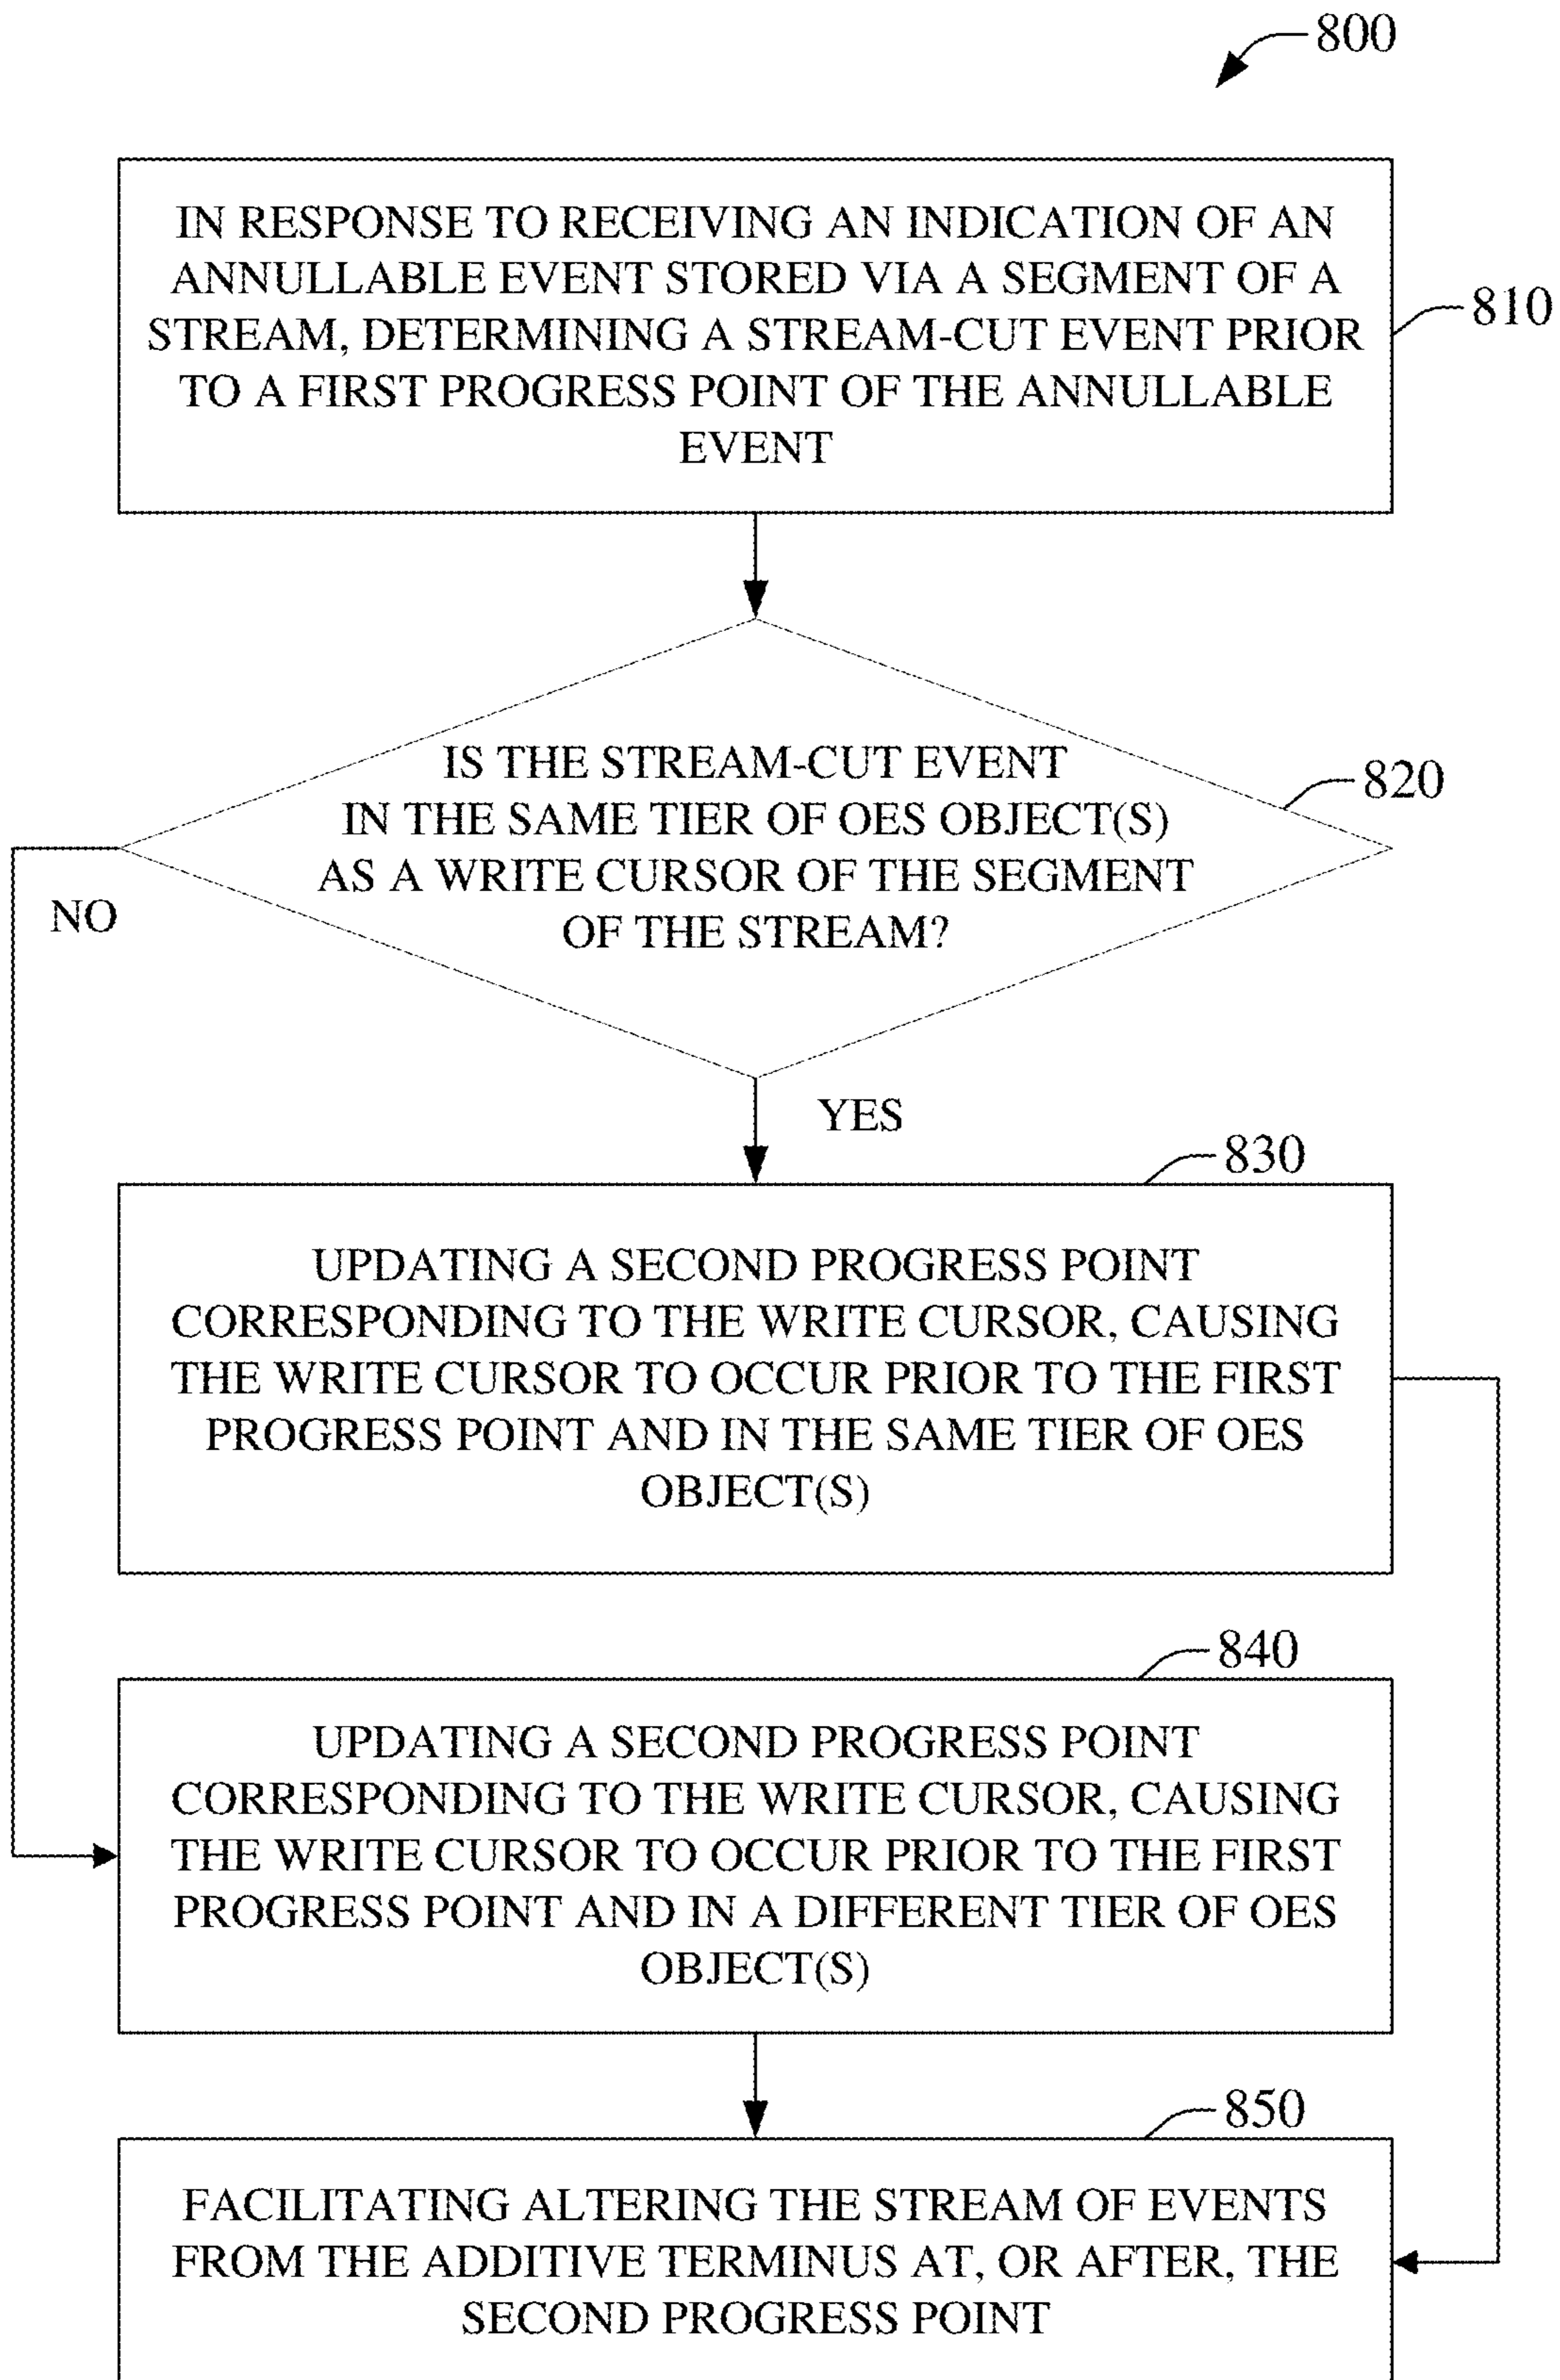 800
IN RESPONSE TO RECEIVING AN INDICATION OF AN
ANNULLABLE EVENT STORED VIA A SEGMENT OF A
STREAM, DETERMINING A STREAM-CUT EVENT PRIOR
TO A FIRST PROGRESS POINT OF THE ANNULLABLE
EVENT
810
IS THE STREAM-CUT EVENT
IN THE SAME TIER OF OES OBJECT(S)
AS A WRITE CURSOR OF THE SEGMENT
OF THE STREAM?
820
NO
YES
830
UPDATING A SECOND PROGRESS POINT
CORRESPONDING TO THE WRITE CURSOR, CAUSING
THE WRITE CURSOR TO OCCUR PRIOR TO THE FIRST
PROGRESS POINT AND IN THE SAME TIER OF OES
OBJECT(S)
840
UPDATING A SECOND PROGRESS POINT
CORRESPONDING TO THE WRITE CURSOR, CAUSING
THE WRITE CURSOR TO OCCUR PRIOR TO THE FIRST
PROGRESS POINT AND IN A DIFFERENT TIER OF OES
OBJECT(S)
850
FACILITATING ALTERING THE STREAM OF EVENTS
FROM THE ADDITIVE TERMINUS AT, OR AFTER, THE
SECOND PROGRESS POINT